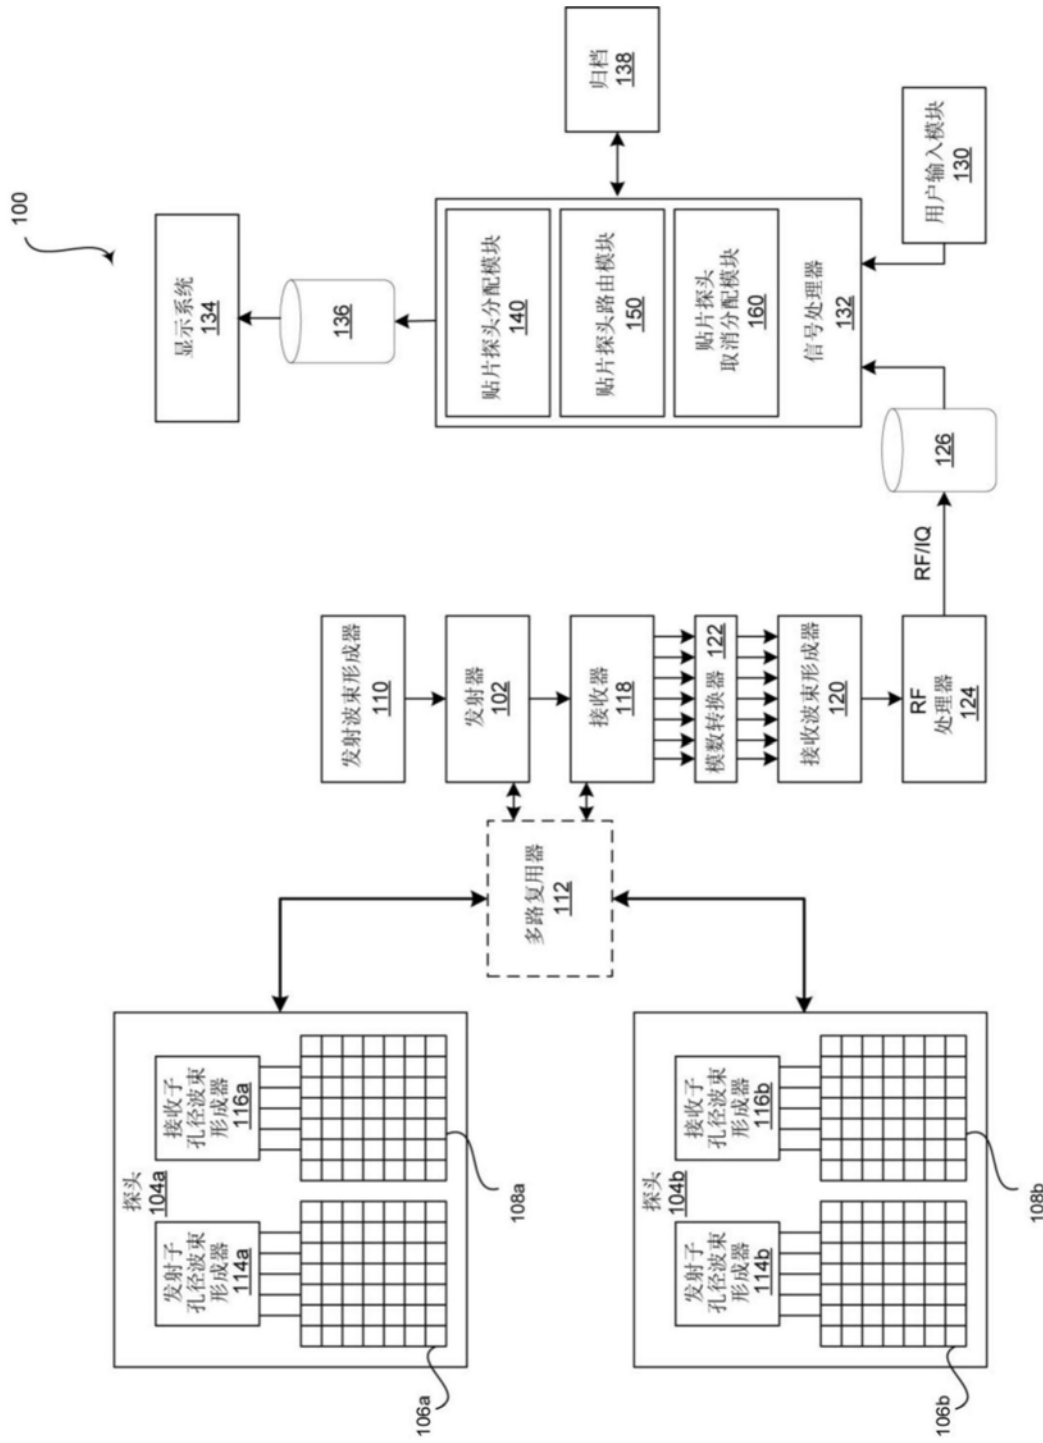 100
探头
104a
发射子
孔径波束
形成器
114a
接收子
孔径波束
形成器
116a
106a
108a
探头
104b
发射子
孔径波束
形成器
114b
接收子
孔径波束
形成器
116b
106b
108b
多路复用器
112
发射波束形成器
110
发射器
102
接收器
118
模数转换器 122
接收波束形成器
120
RF
处理器
124
RF/IQ
126
显示系统
134
136
贴片探头分配模块
140
贴片探头路由模块
150
贴片探头
取消分配模块
160
信号处理器
132
归档
138
用户输入模块
130